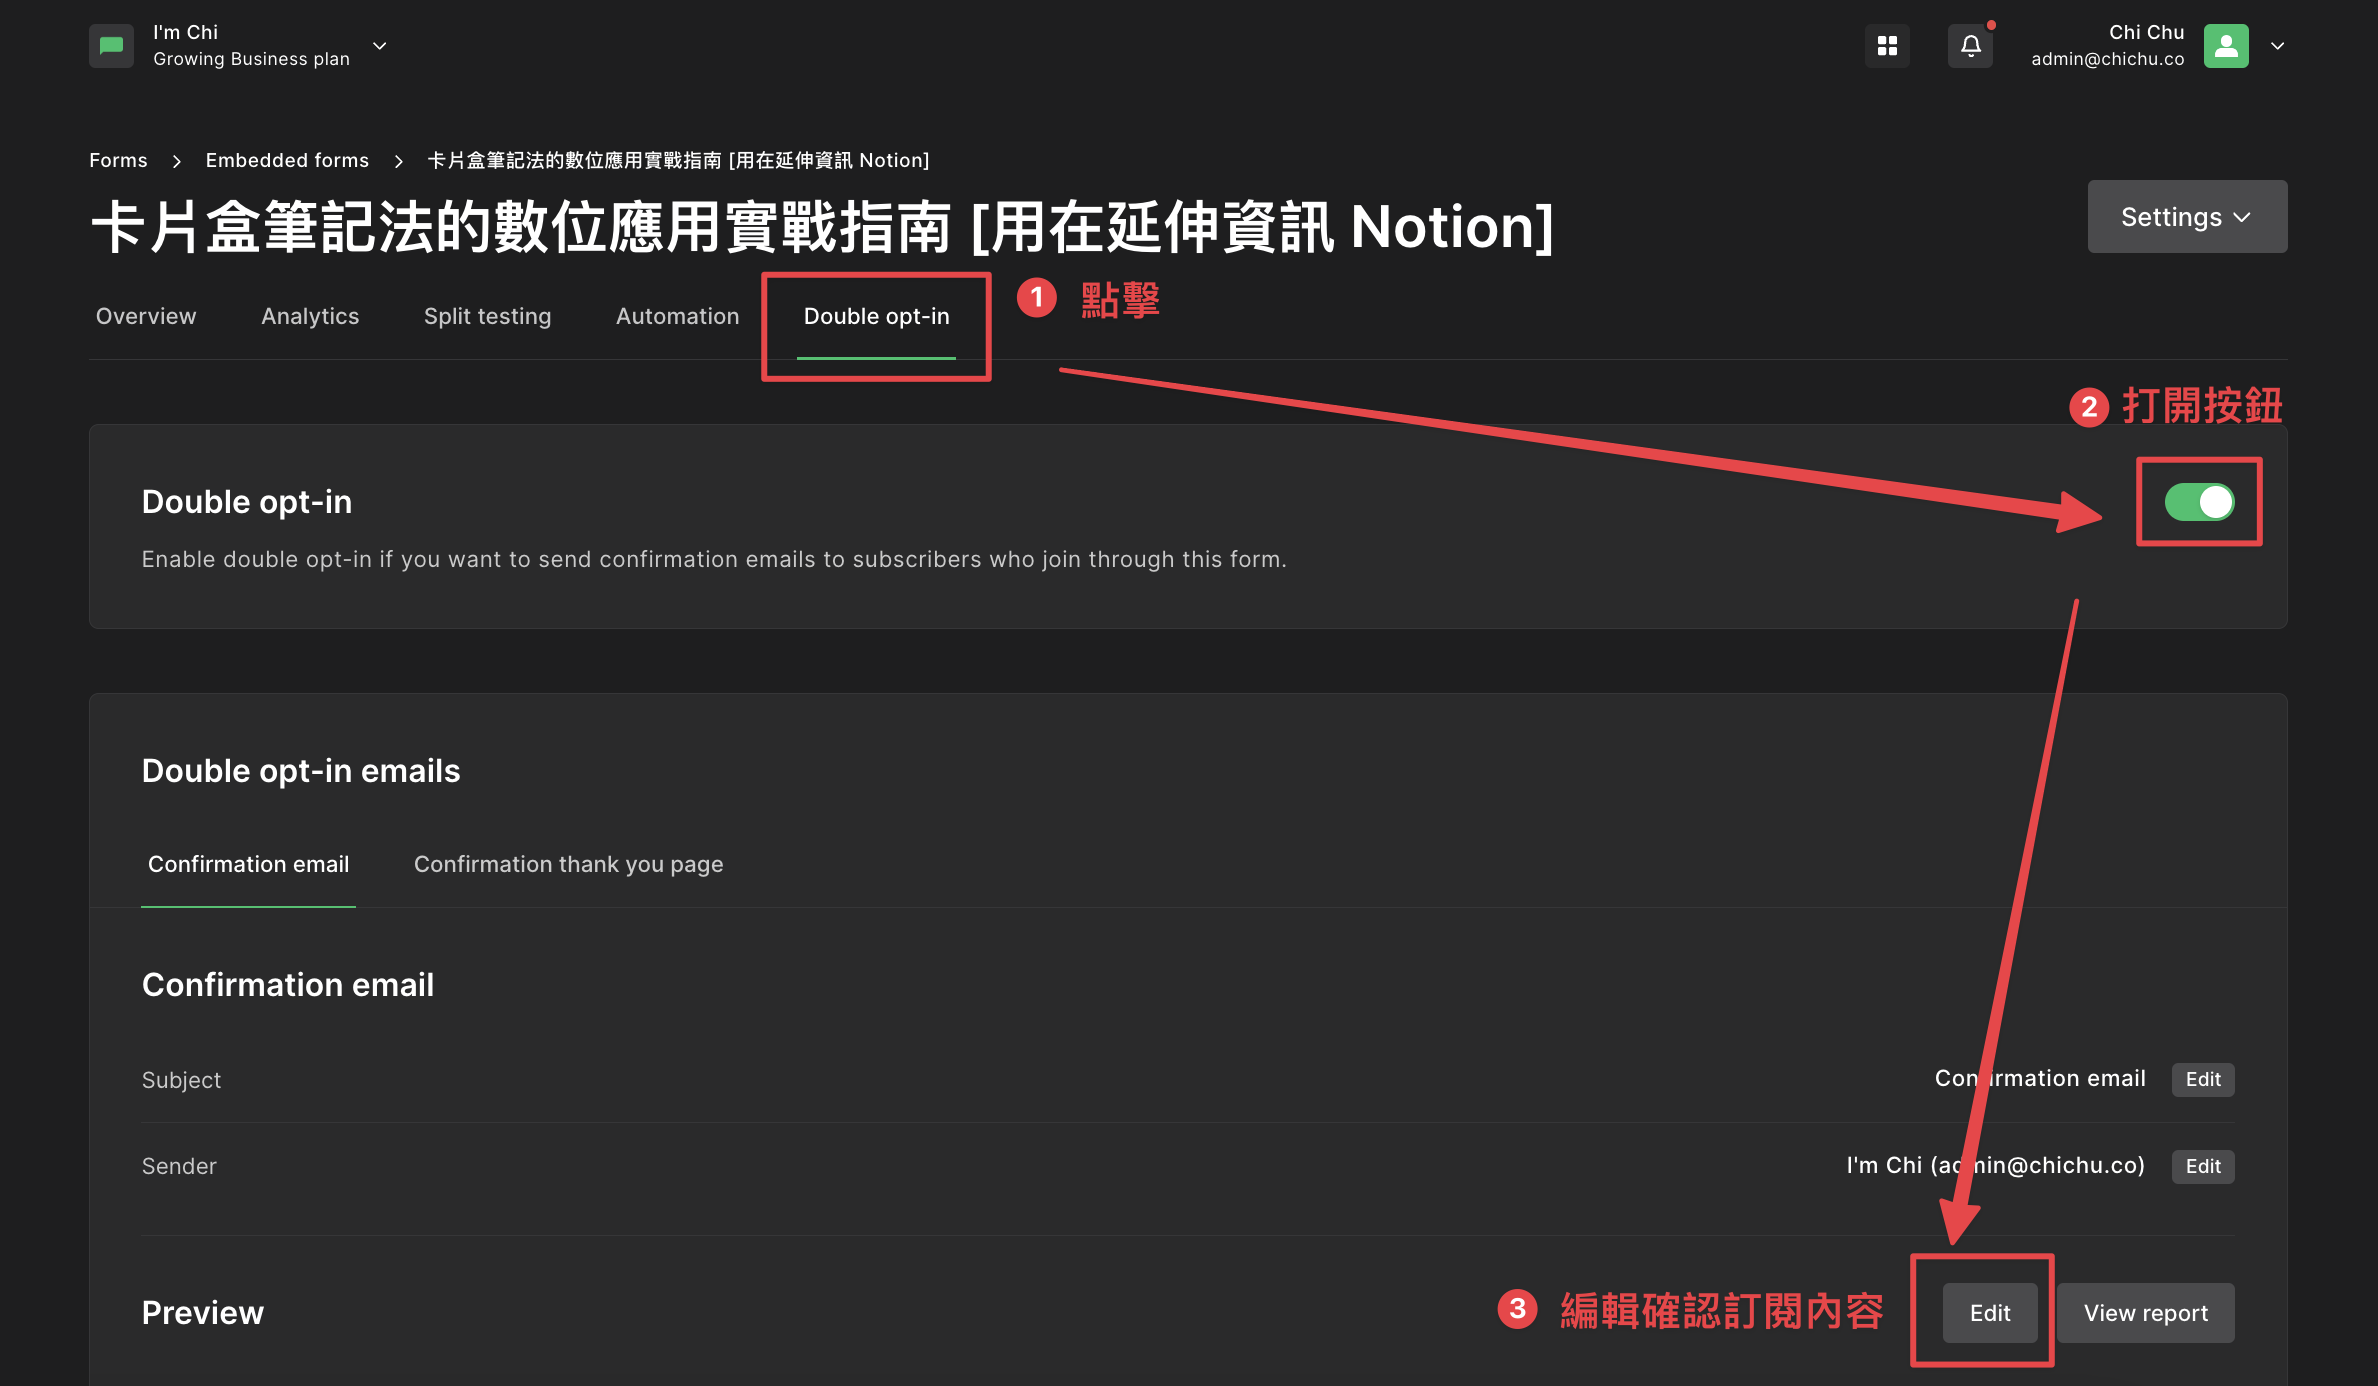 I'm Chi
Growing Business plan
Chi Chu
admin@chichu.co
Forms > Embedded forms > 卡片盒筆記法的數位應用實戰指南 [用在延伸資訊 Notion]
卡片盒筆記法的數位應用實戰指南 [用在延伸資訊 Notion]
Settings
Overview Analytics Split testing Automation Double opt-in
1 點擊
2 打開按鈕
Double opt-in
Enable double opt-in if you want to send confirmation emails to subscribers who join through this form.
Double opt-in emails
Confirmation email Confirmation thank you page
Confirmation email
Subject Confirmation email Edit
Sender I'm Chi (admin@chichu.co) Edit
Preview 3 編輯確認訂閱內容 Edit View report